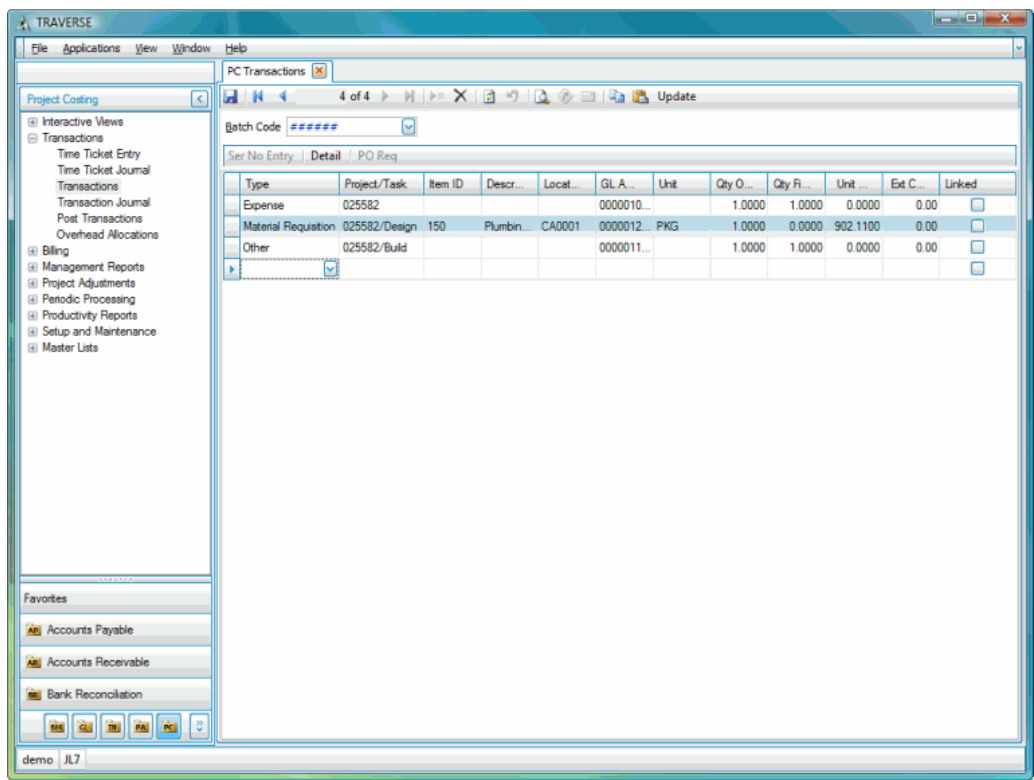 TRAVERSE
File Applications View Window Help
PC Transactions
Project Costing
4 of 4 Update
Interactive Views
Transactions
Time Ticket Entry
Time Ticket Journal
Transactions
Transaction Journal
Post Transactions
Overhead Allocations
Billing
Management Reports
Project Adjustments
Periodic Processing
Productivity Reports
Setup and Maintenance
Master Lists
Batch Code ######
Ser No Entry Detail PO Req
Type Project/Task Item ID Descr... Locat... GL A... Unit Qty O... Qty Fi... Unit ... Ext C... Linked
Expense 025582 0000010... 1.0000 1.0000 0.0000 0.00
Material Requisition 025582/Design 150 Plumbin... CA0001 0000012... PKG 1.0000 0.0000 902.1100 0.00
Other 025582/Build 0000011... 1.0000 1.0000 0.0000 0.00
Favorites
AP Accounts Payable
AR Accounts Receivable
BR Bank Reconciliation
GL PA PC
demo JL7